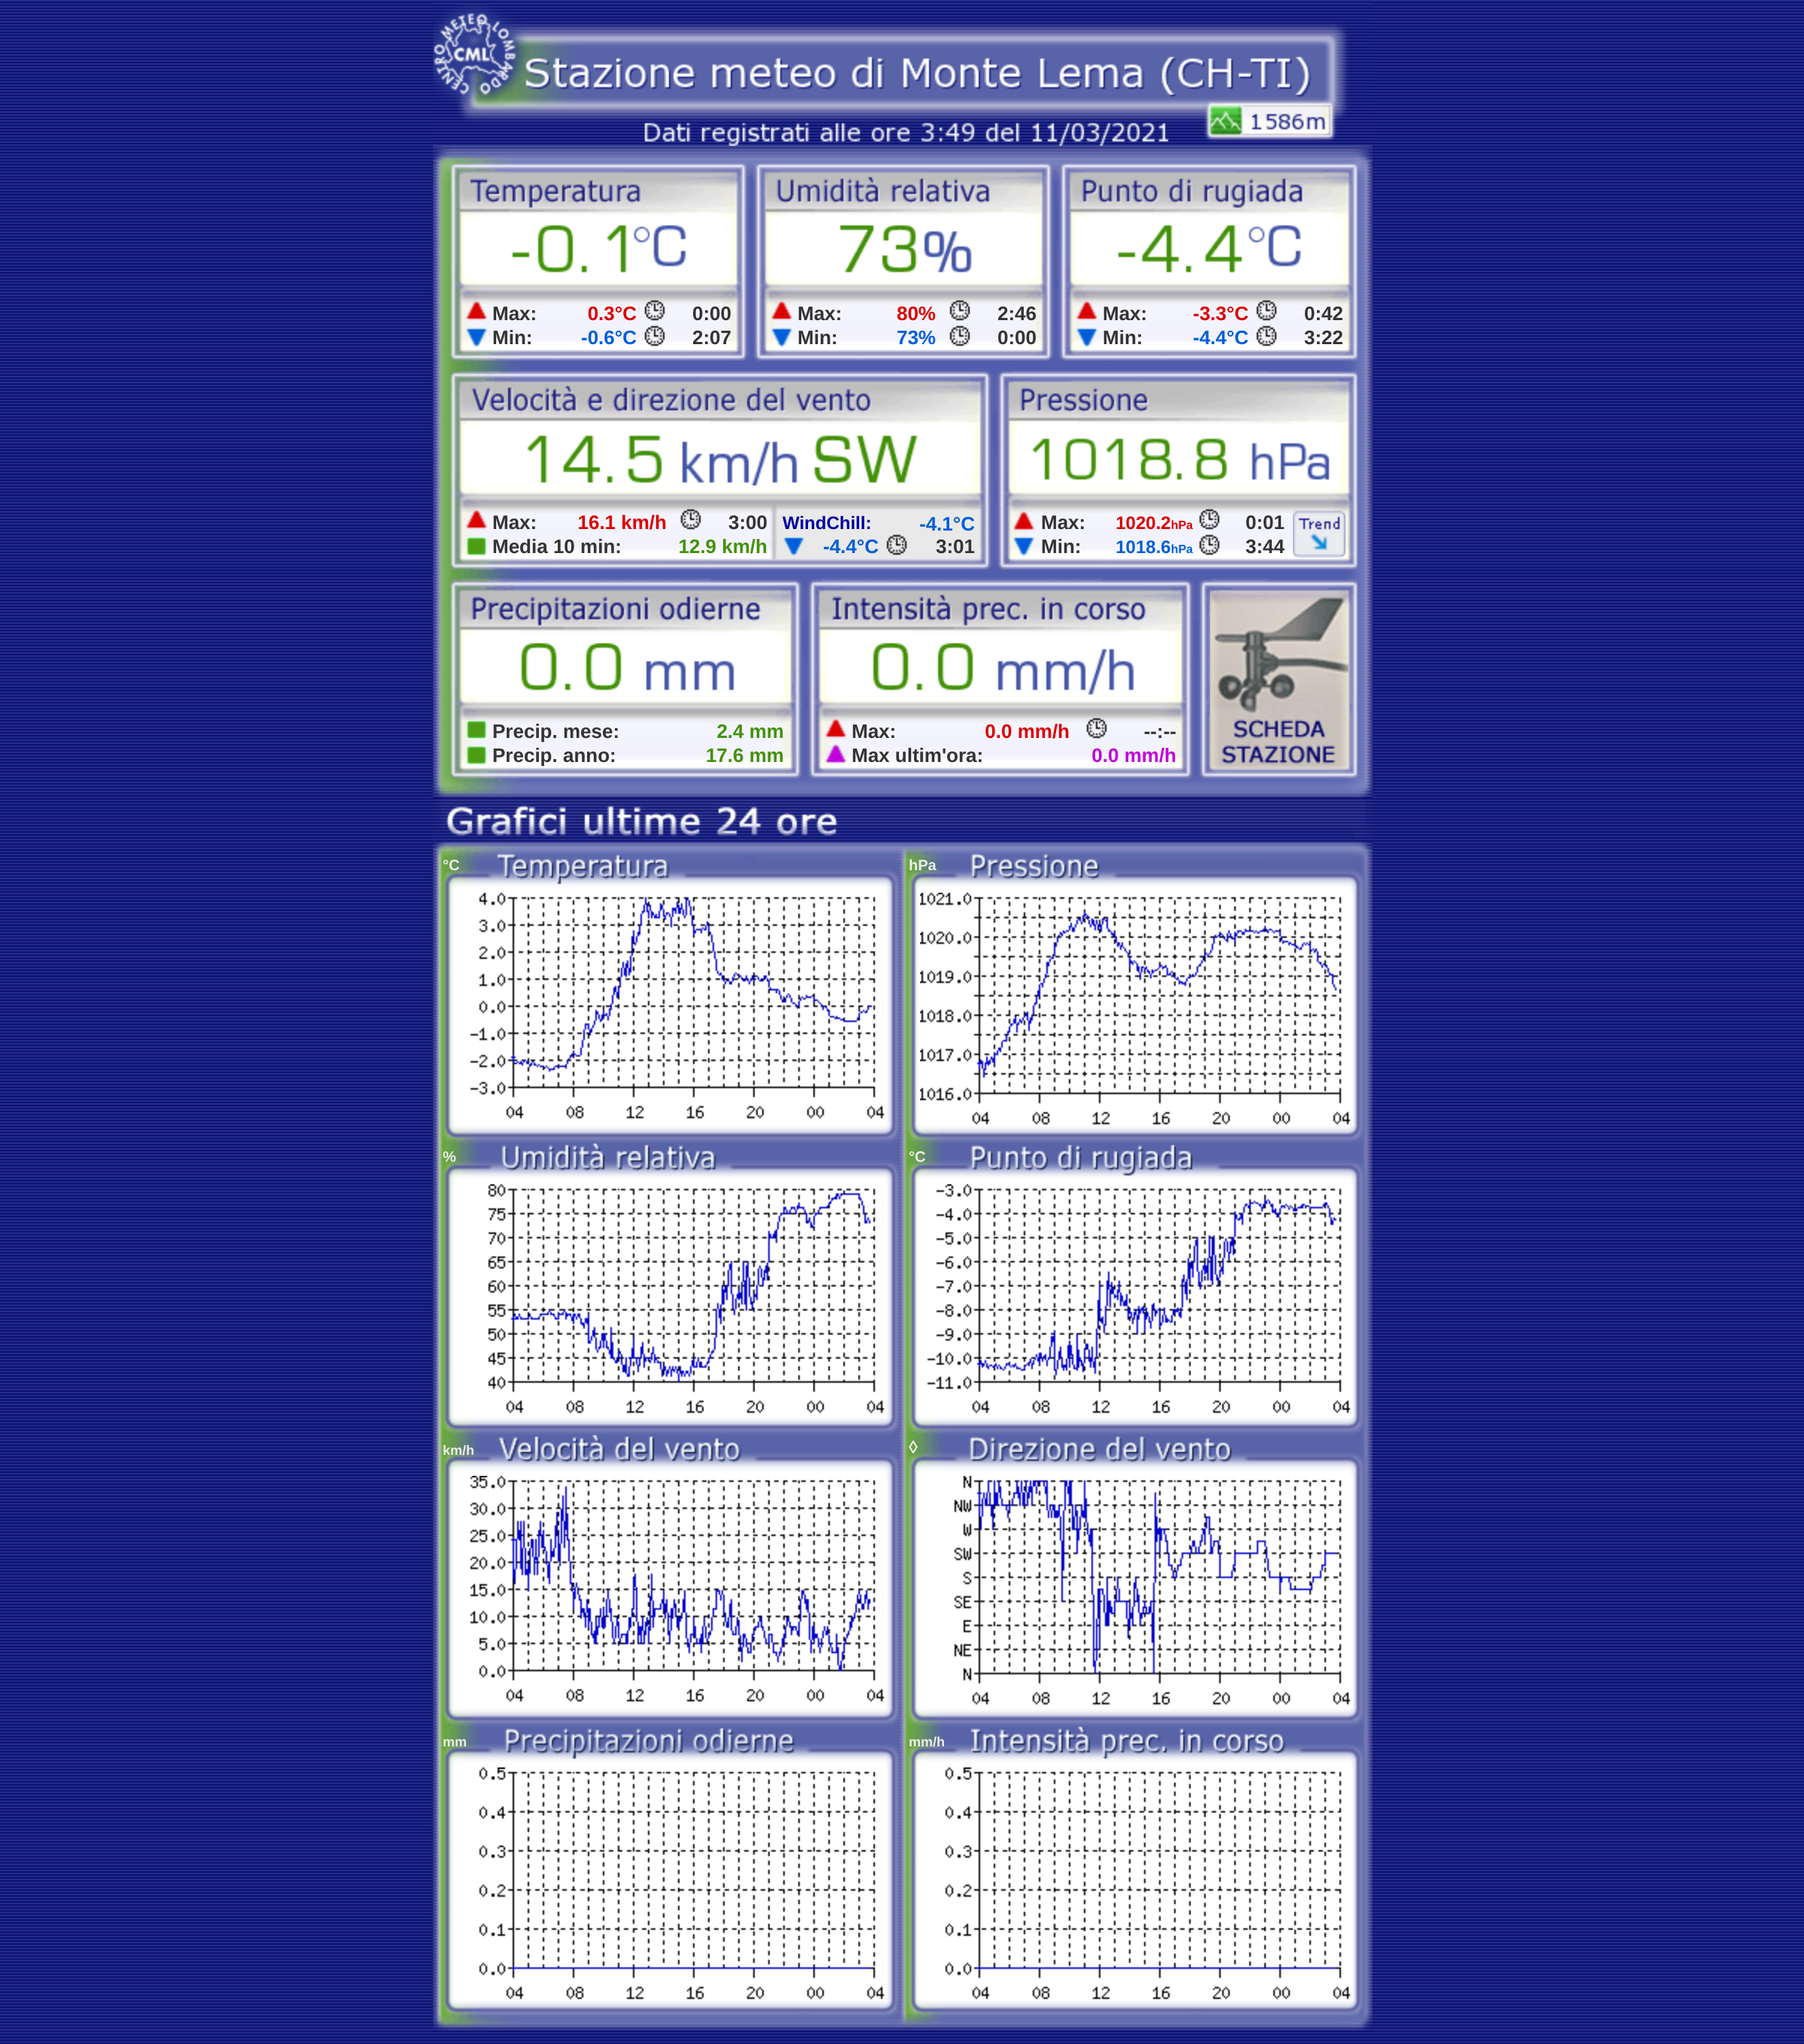 CENTRO METEO LOMBARDO
CML
Stazione meteo di Monte Lema (CH-TI)
1586m
Dati registrati alle ore 3:49 del 11/03/2021
Temperatura
-0.1°C
Max: 0.3°C 0:00
Min: -0.6°C 2:07
Umidità relativa
73%
Max: 80% 2:46
Min: 73% 0:00
Punto di rugiada
-4.4°C
Max: -3.3°C 0:42
Min: -4.4°C 3:22
Velocità e direzione del vento
14.5 km/h SW
Max: 16.1 km/h 3:00
Media 10 min: 12.9 km/h
WindChill: -4.1°C
-4.4°C 3:01
Pressione
1018.8 hPa
Max: 1020.2hPa 0:01
Min: 1018.6hPa 3:44
Trend
Precipitazioni odierne
0.0 mm
Precip. mese: 2.4 mm
Precip. anno: 17.6 mm
Intensità prec. in corso
0.0 mm/h
Max: 0.0 mm/h --:--
Max ultim'ora: 0.0 mm/h
SCHEDA
STAZIONE
Grafici ultime 24 ore
°C Temperatura
4.0
3.0
2.0
1.0
0.0
-1.0
-2.0
-3.0
04 08 12 16 20 00 04
hPa Pressione
1021.0
1020.0
1019.0
1018.0
1017.0
1016.0
04 08 12 16 20 00 04
% Umidità relativa
80
75
70
65
60
55
50
45
40
04 08 12 16 20 00 04
°C Punto di rugiada
-3.0
-4.0
-5.0
-6.0
-7.0
-8.0
-9.0
-10.0
-11.0
04 08 12 16 20 00 04
km/h Velocità del vento
35.0
30.0
25.0
20.0
15.0
10.0
5.0
0.0
04 08 12 16 20 00 04
◊ Direzione del vento
N
NW
W
SW
S
SE
E
NE
N
04 08 12 16 20 00 04
mm Precipitazioni odierne
0.5
0.4
0.3
0.2
0.1
0.0
04 08 12 16 20 00 04
mm/h Intensità prec. in corso
0.5
0.4
0.3
0.2
0.1
0.0
04 08 12 16 20 00 04